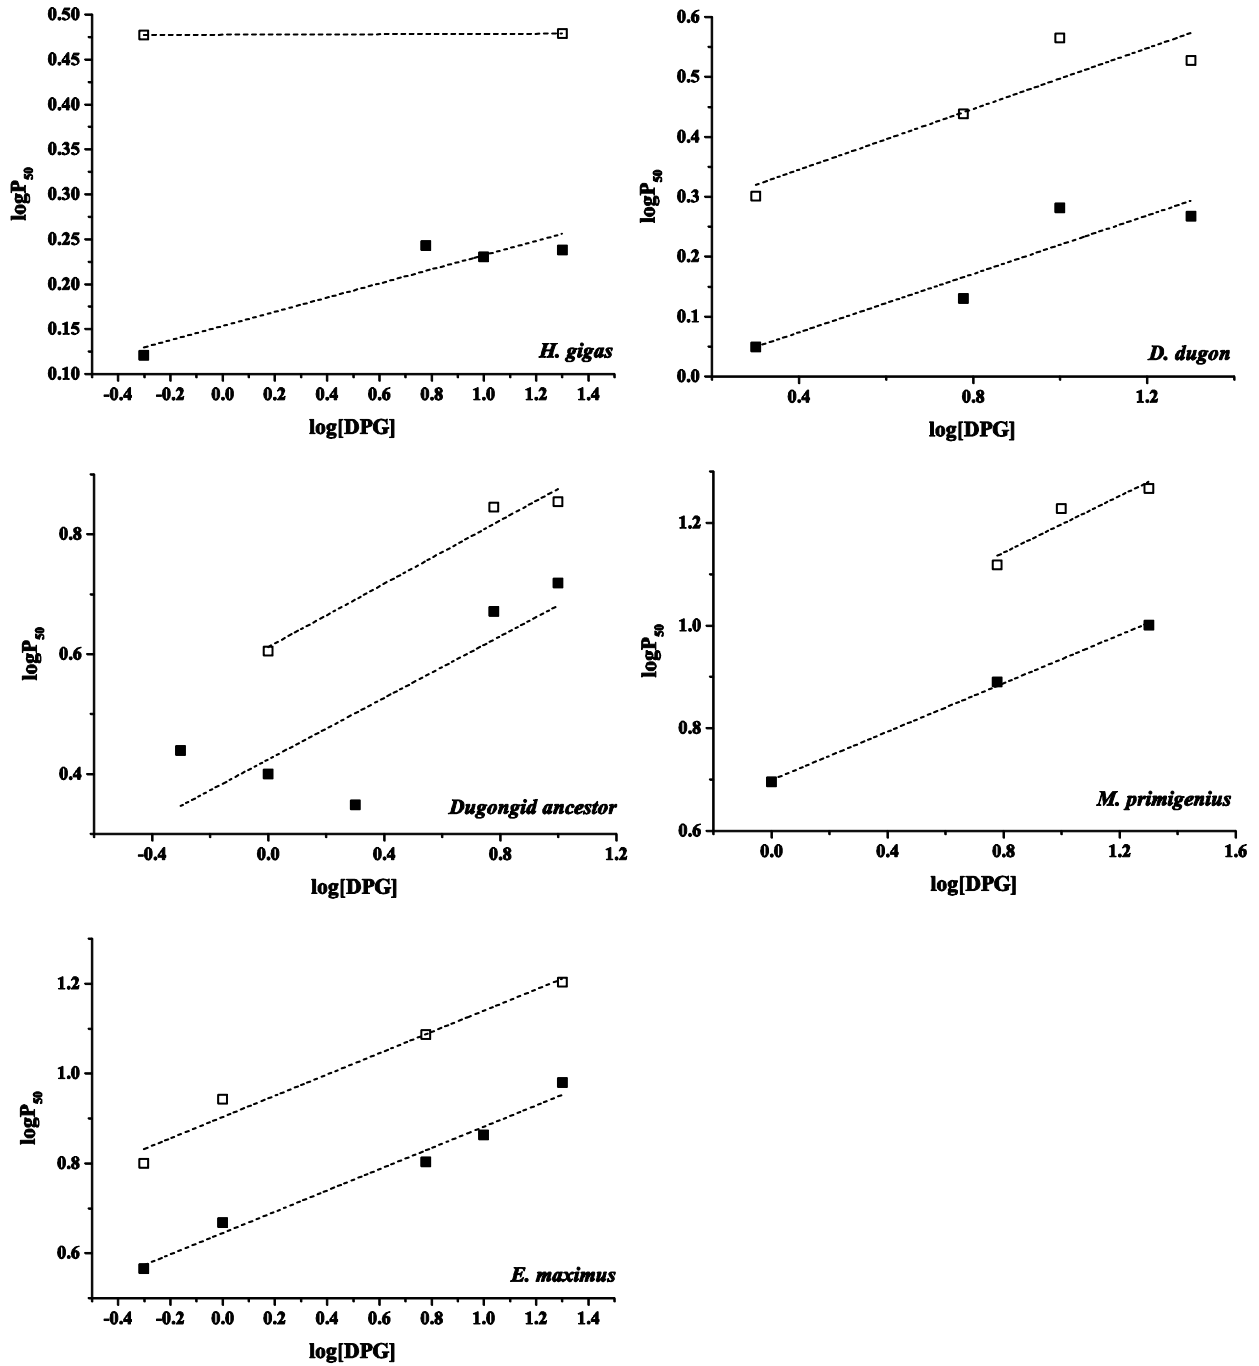 0.50
0.45
0.40
0.35
0.30
0.25
0.20
0.15
0.10
logP50
-0.4 -0.2 0.0 0.2 0.4 0.6 0.8 1.0 1.2 1.4
log[DPG]
H. gigas
0.6
0.5
0.4
0.3
0.2
0.1
0.0
logP50
0.4 0.8 1.2
log[DPG]
D. dugon
0.8
0.6
0.4
logP50
-0.4 0.0 0.4 0.8 1.2
log[DPG]
Dugongid ancestor
1.2
1.0
0.8
0.6
logP50
0.0 0.4 0.8 1.2 1.6
log[DPG]
M. primigenius
1.2
1.0
0.8
0.6
logP50
-0.4 -0.2 0.0 0.2 0.4 0.6 0.8 1.0 1.2 1.4
log[DPG]
E. maximus